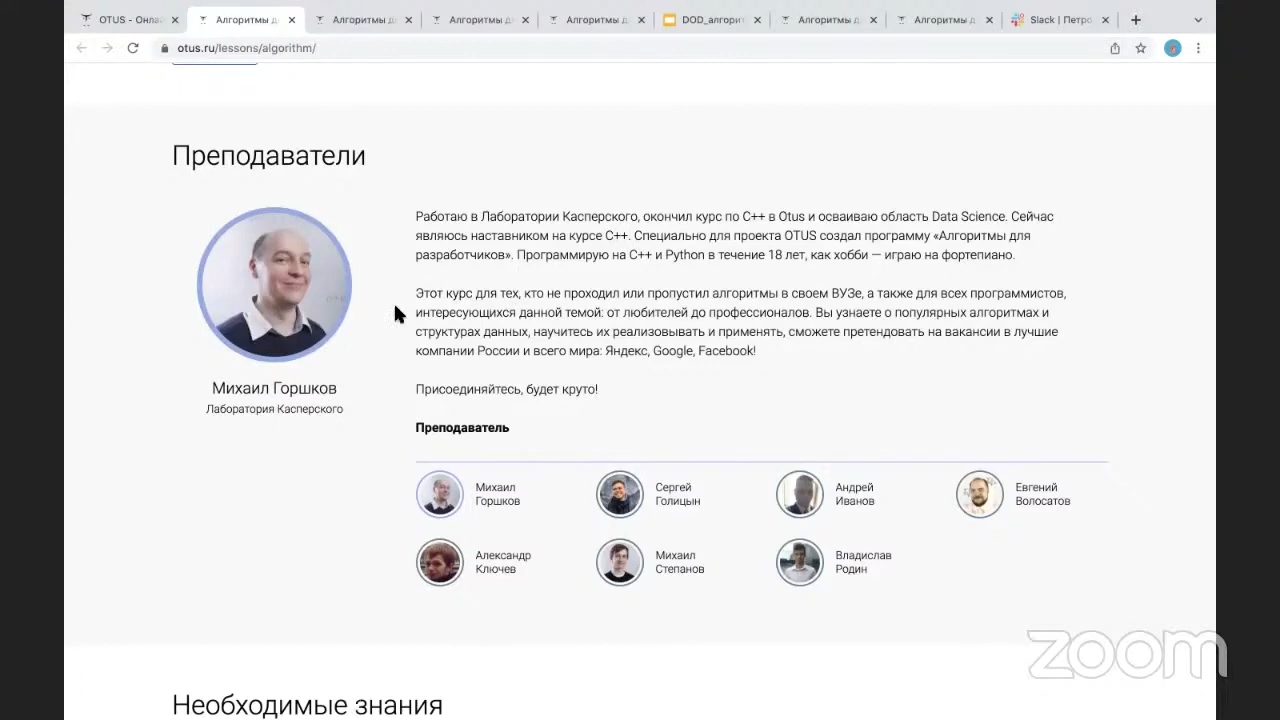 OTUS - Онлай
Алгоритмы д
Алгоритмы д
Алгоритмы д
Алгоритмы д
DOD_алгорит
Алгоритмы д
Алгоритмы д
Slack | Петро
otus.ru/lessons/algorithm/
Преподаватели
Работаю в Лаборатории Касперского, окончил курс по C++ в Otus и осваиваю область Data Science. Сейчас
являюсь наставником на курсе C++. Специально для проекта OTUS создал программу «Алгоритмы для
разработчиков». Программирую на C++ и Python в течение 18 лет, как хобби — играю на фортепиано.
Этот курс для тех, кто не проходил или пропустил алгоритмы в своем ВУЗе, а также для всех программистов,
интересующихся данной темой: от любителей до профессионалов. Вы узнаете о популярных алгоритмах и
структурах данных, научитесь их реализовывать и применять, сможете претендовать на вакансии в лучшие
компании России и всего мира: Яндекс, Google, Facebook!
Михаил Горшков
Лаборатория Касперского
Присоединяйтесь, будет круто!
Преподаватель
Михаил
Горшков
Сергей
Голицын
Андрей
Иванов
Евгений
Волосатов
Александр
Ключев
Михаил
Степанов
Владислав
Родин
zoom
Необходимые знания